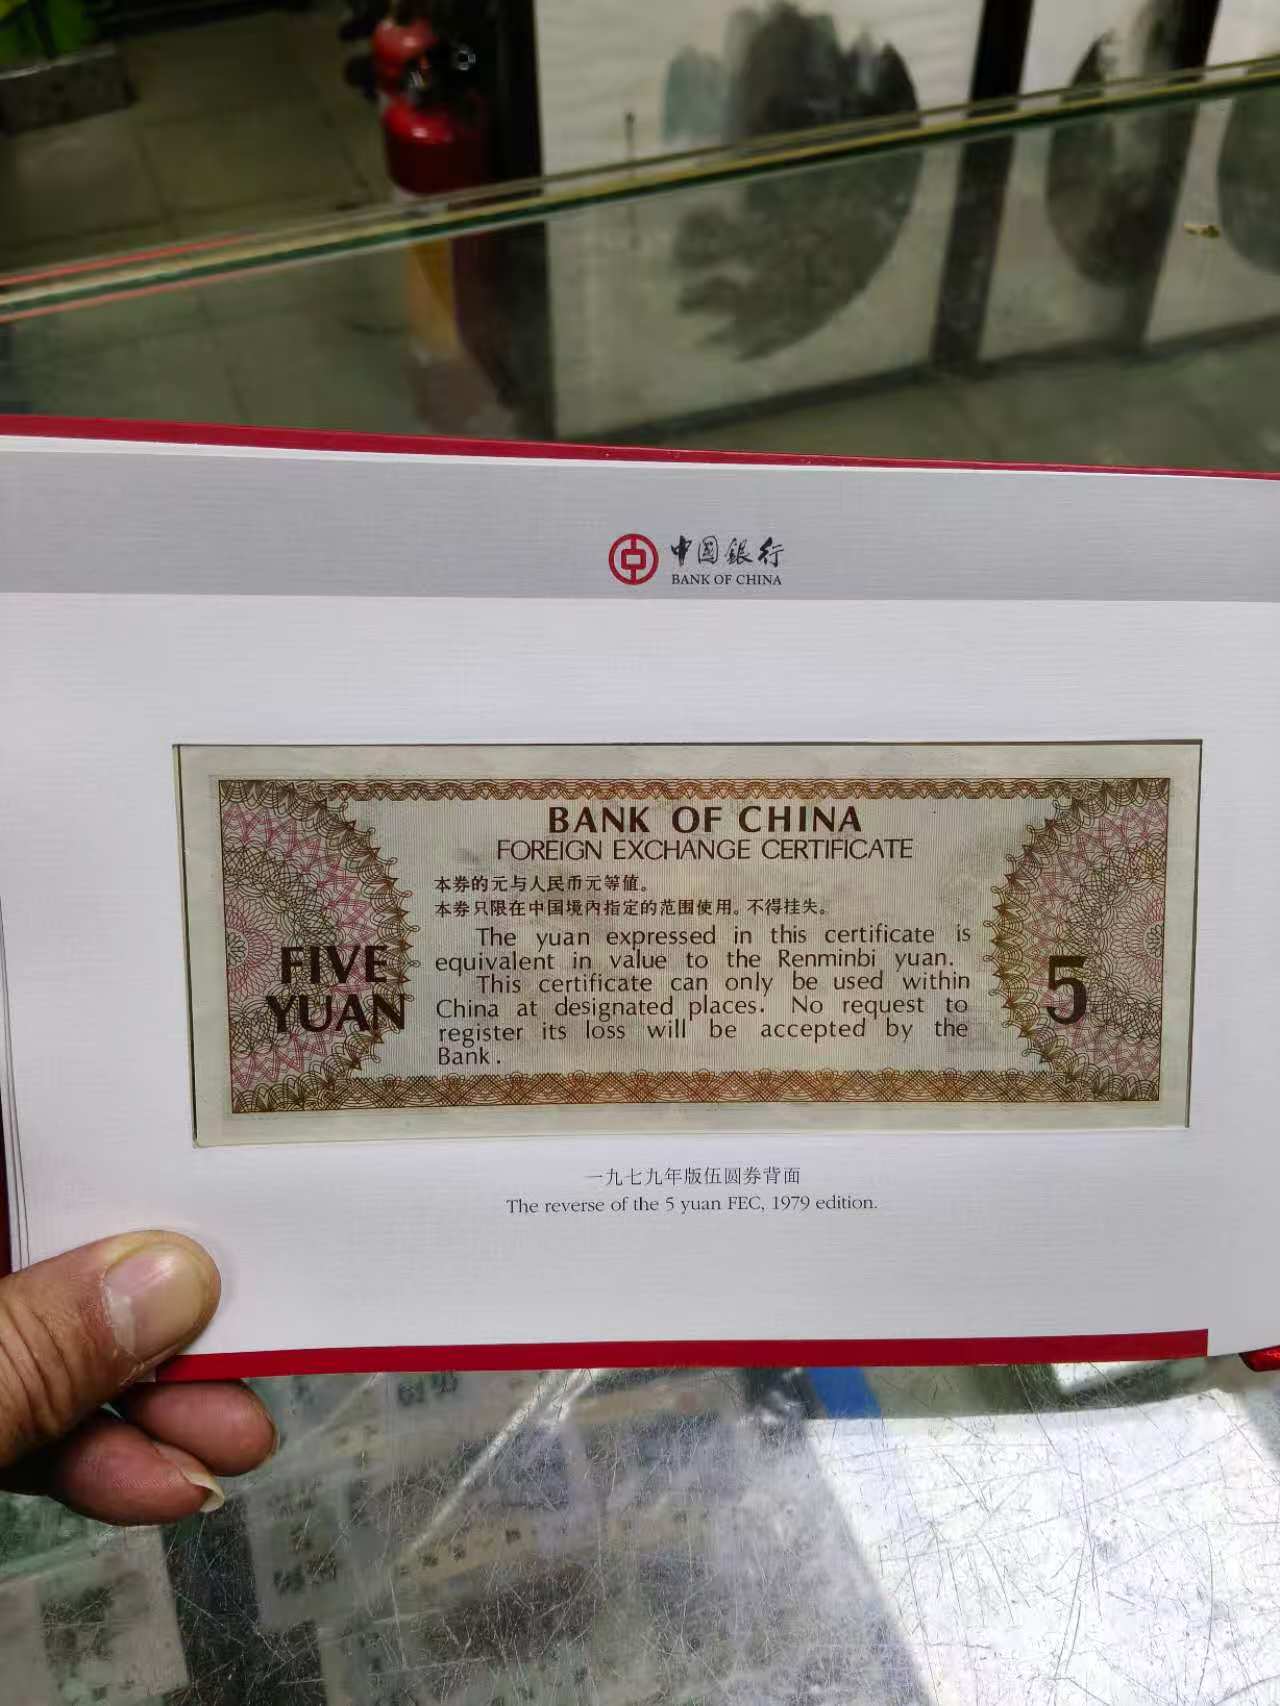 中国銀行
BANK OF CHINA
BANK OF CHINA
FOREIGN EXCHANGE CERTIFICATE
本券的元与人民币元等值。
本券只限在中国境内指定的范围使用。不得挂失。
The yuan expressed in this certificate is
equivalent in value to the Renminbi yuan.
This certificate can only be used within
China at designated places. No request to
register its loss will be accepted by the
Bank.
FIVE
YUAN
5
一九七九年版伍圆券背面
The reverse of the 5 yuan FEC, 1979 edition.